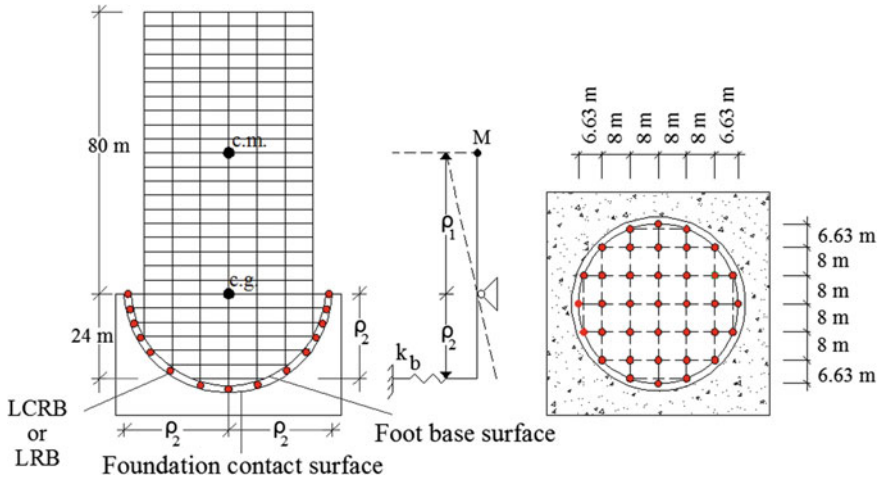 80 m
24 m
c.m.
c.g.
ρ₂
ρ₂
ρ₂
LCRB
or
LRB
Foundation contact surface
Foot base surface
M
ρ₁
ρ₂
k_b
6.63 m
8 m
8 m
8 m
8 m
6.63 m
6.63 m
8 m
8 m
8 m
8 m
6.63 m